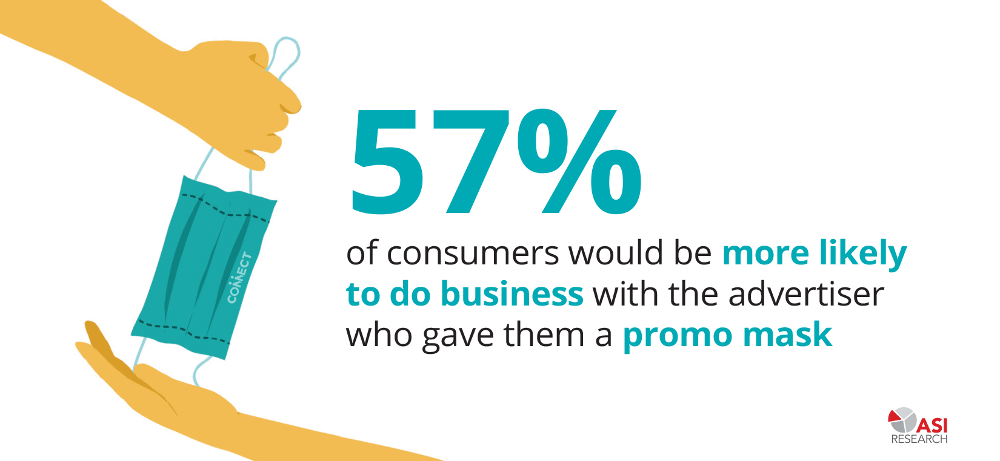 CONNECT
57%
of consumers would be more likely
to do business with the advertiser
who gave them a promo mask
ASI
RESEARCH